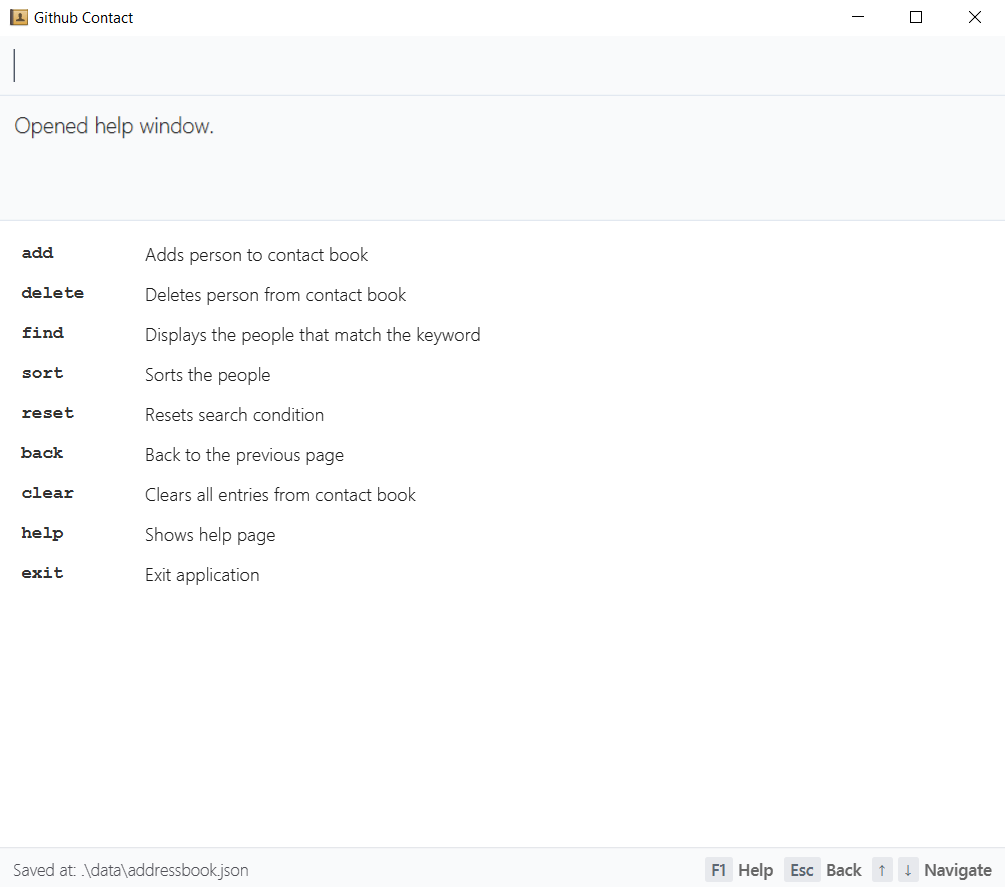 Github Contact
Opened help window.
add Adds person to contact book
delete Deletes person from contact book
find Displays the people that match the keyword
sort Sorts the people
reset Resets search condition
back Back to the previous page
clear Clears all entries from contact book
help Shows help page
exit Exit application
Saved at: .\data\addressbook.json F1 Help Esc Back ↑ ↓ Navigate